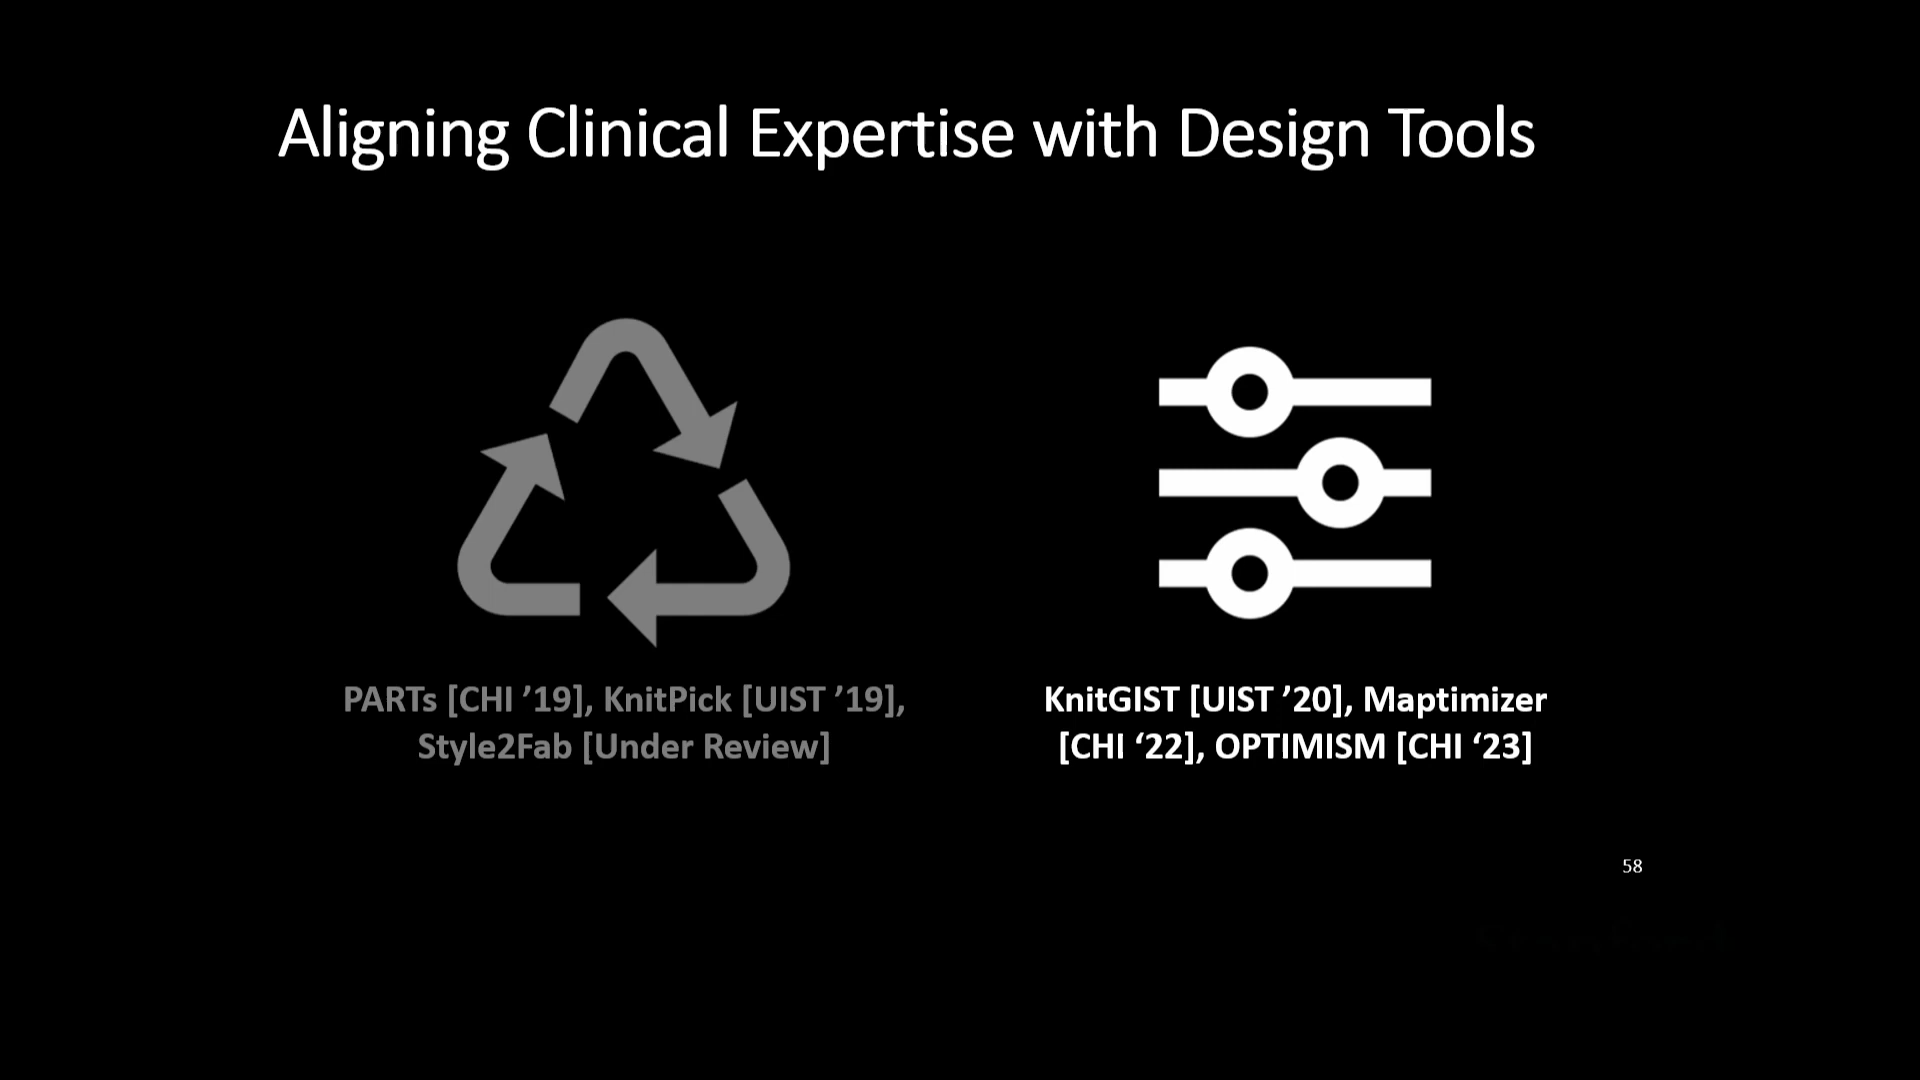 Aligning Clinical Expertise with Design Tools
PARTs [CHI ’19], KnitPick [UIST ’19],
Style2Fab [Under Review]
KnitGIST [UIST ’20], Maptimizer
[CHI ‘22], OPTIMISM [CHI ‘23]
58